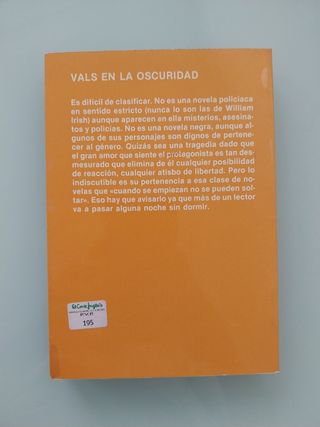 VALS EN LA OSCURIDAD
Es difícil de clasificar. No es una novela policíaca
en sentido estricto (nunca lo son las de William
Irish) aunque aparecen en ella misterios, asesina-
tos y policías. No es una novela negra, aunque al-
gunos de sus personajes son dignos de pertene-
cer al género. Quizás sea una tragedia dado que
el gran amor que siente el protagonista es tan des-
mesurado que elimina de él cualquier posibilidad
de reacción, cualquier atisbo de libertad. Pero lo
indiscutible es su pertenencia a esa clase de no-
velas que «cuando se empiezan no se pueden sol-
tar». Eso hay que avisarlo ya que más de un lector
va a pasar alguna noche sin dormir.
El Corte Inglés
P.V.P.
195